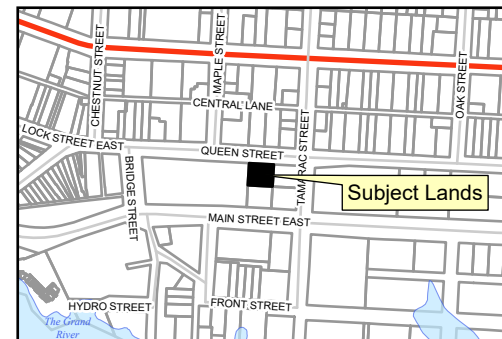 CHESTNUT STREET
MAPLE STREET
OAK STREET
CENTRAL LANE
TAMARAC STREET
LOCK STREET EAST
QUEEN STREET
BRIDGE STREET
Subject Lands
MAIN STREET EAST
HYDRO STREET
FRONT STREET
The Grand
River